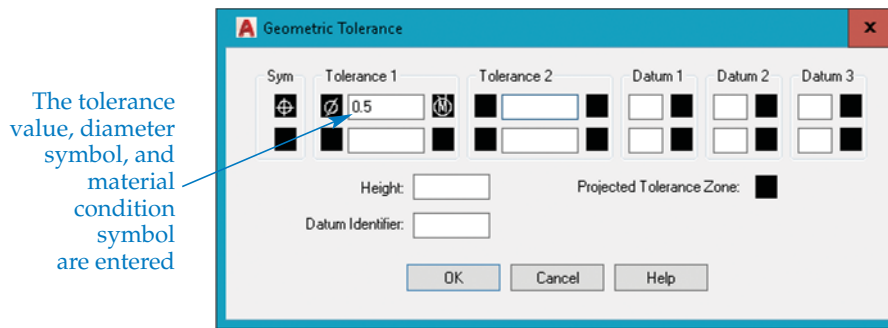 Geometric Tolerance
x
Sym Tolerance 1 Tolerance 2 Datum 1 Datum 2 Datum 3
⌖ Ø 0.5 Ⓜ
Height: Projected Tolerance Zone:
Datum Identifier:
OK Cancel Help
The tolerance
value, diameter
symbol, and
material
condition
symbol
are entered